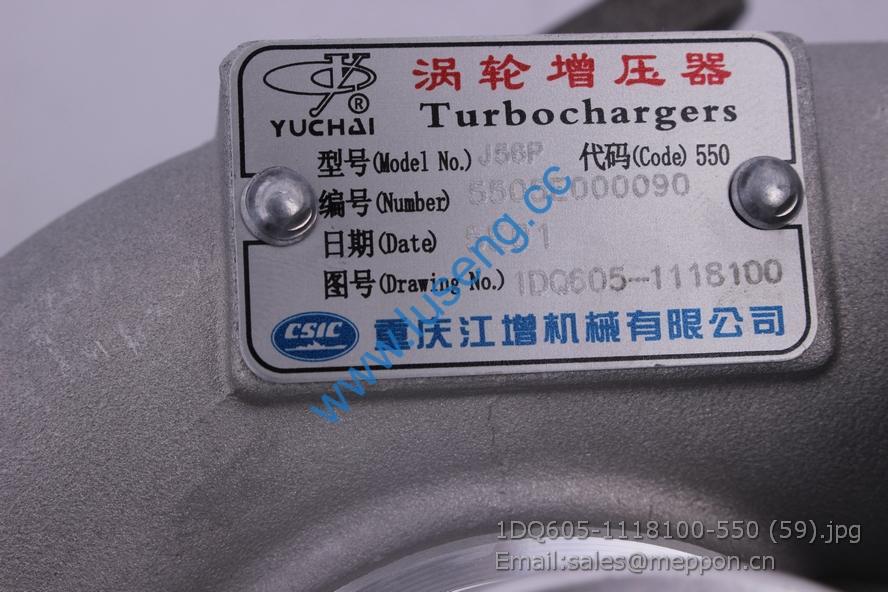 涡轮增压器
YUCHAI ®
Turbochargers
型号(Model No.) J56P 代码(Code) 550
编号(Number)
日期(Date)
图号(Drawing No.) 1DQ605-1118100
CSIC 重庆江增机械有限公司
www.luseng.cc
1DQ605-1118100-550 (59).jpg
Email:sales@meppon.cn